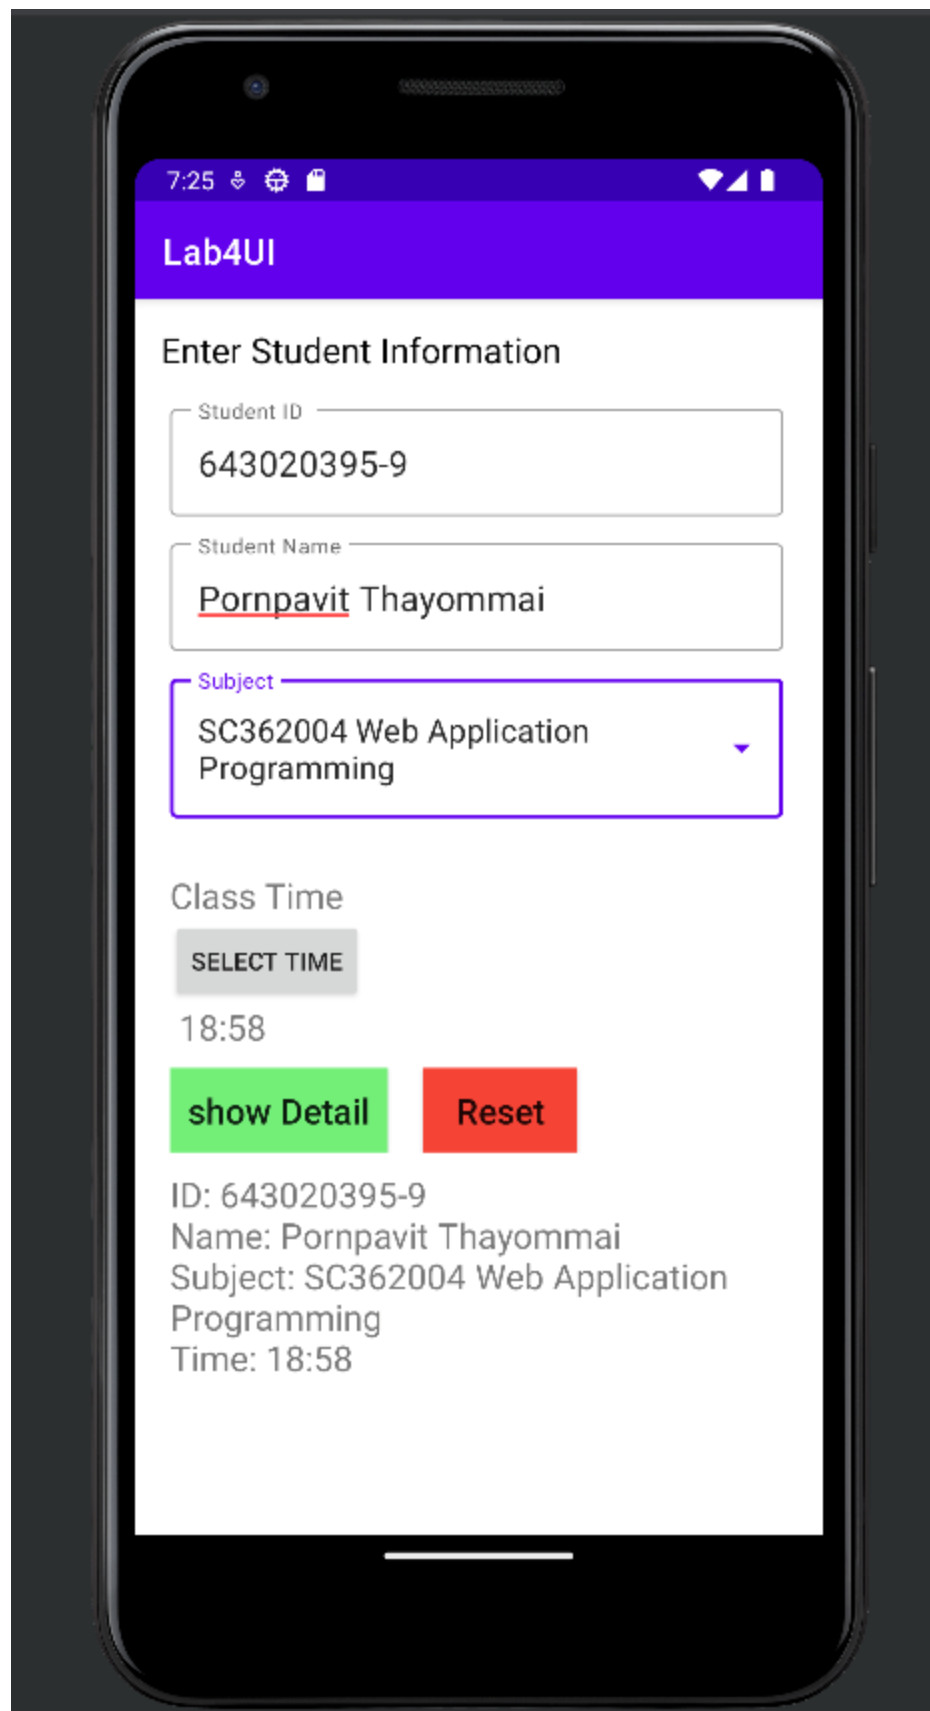 7:25
Lab4UI
Enter Student Information
Student ID
643020395-9
Student Name
Pornpavit Thayommai
Subject
SC362004 Web Application
Programming
Class Time
SELECT TIME
18:58
show Detail
Reset
ID: 643020395-9
Name: Pornpavit Thayommai
Subject: SC362004 Web Application
Programming
Time: 18:58